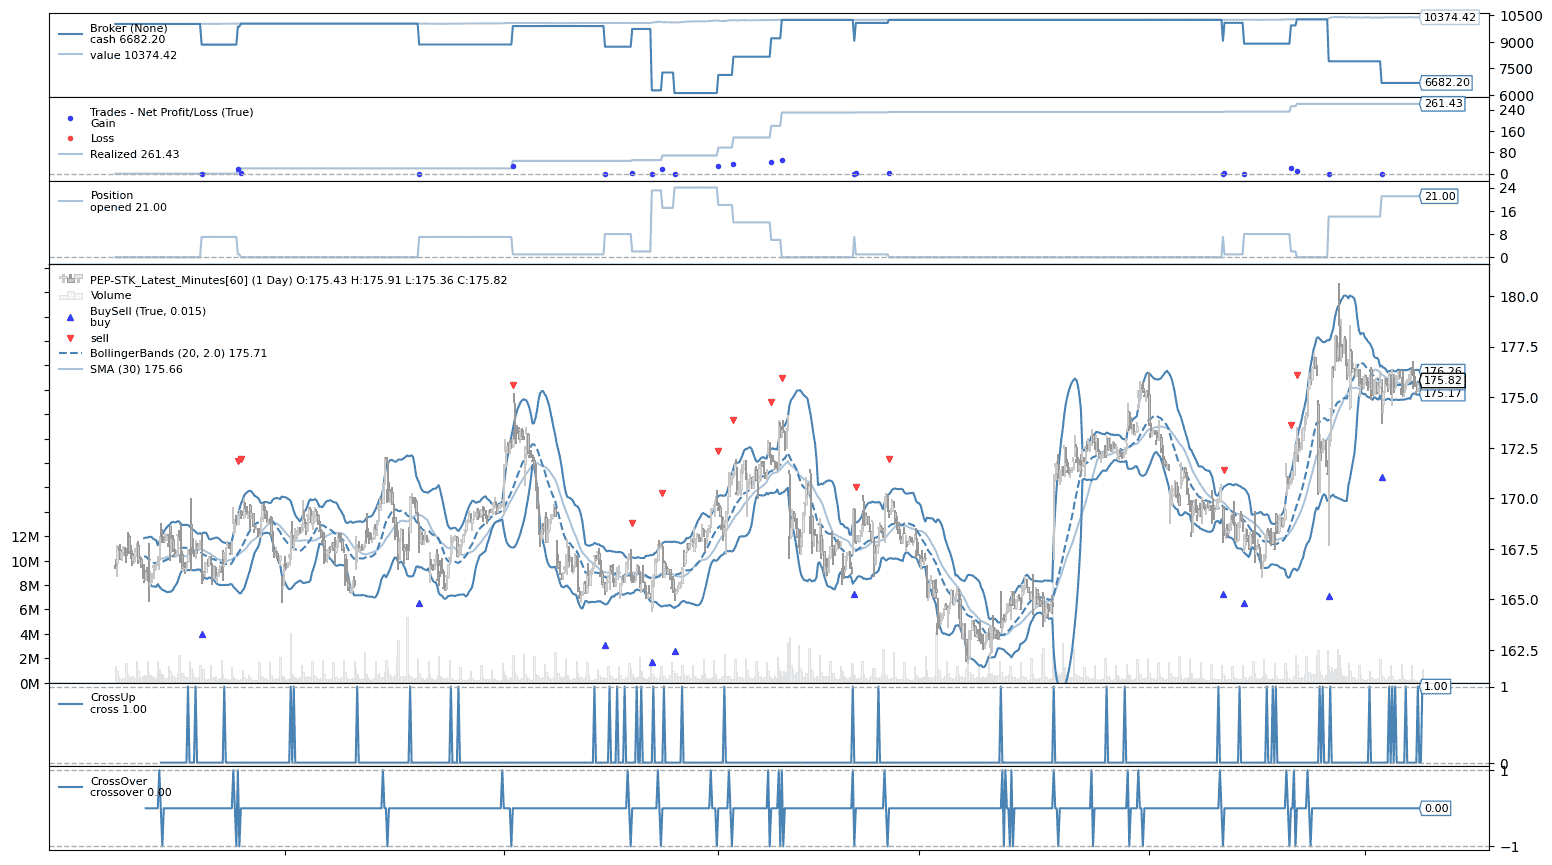 Broker (None)
cash 6682.20
value 10374.42
10374.42
6682.20
10500
9000
7500
6000
Trades - Net Profit/Loss (True)
Gain
Loss
Realized 261.43
261.43
240
160
80
0
Position
opened 21.00
21.00
24
16
8
0
PEP-STK_Latest_Minutes[60] (1 Day) O:175.43 H:175.91 L:175.36 C:175.82
Volume
BuySell (True, 0.015)
buy
sell
BollingerBands (20, 2.0) 175.71
SMA (30) 175.66
12M
10M
8M
6M
4M
2M
0M
176.26
175.82
175.17
180.0
177.5
175.0
172.5
170.0
167.5
165.0
162.5
CrossUp
cross 1.00
1.00
1
0
CrossOver
crossover 0.00
0.00
1
−1